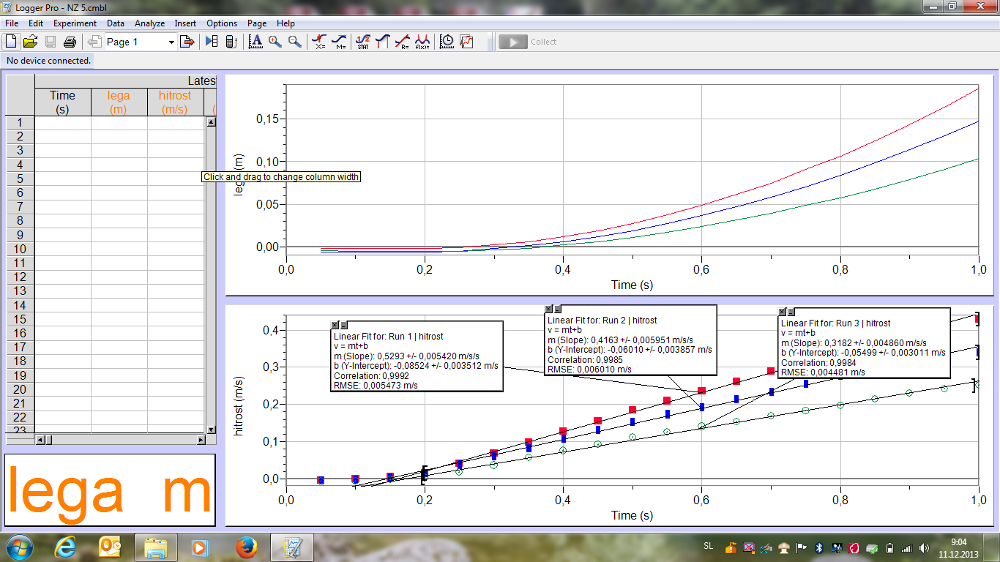 Logger Pro - NZ 5.cmbl
File Edit Experiment Data Analyze Insert Options Page Help
Page 1
Collect
No device connected.
Latest
Time (s)
lega (m)
hitrost (m/s)
(
1
2
3
4
5
6
7
8
9
10
11
12
13
14
15
16
17
18
19
20
21
22
23
Click and drag to change column width
lega m
lega (m)
0,15
0,10
0,05
0,00
0,0 0,2 0,4 0,6 0,8 1,0
Time (s)
hitrost (m/s)
0,4
0,3
0,2
0,1
0,0
0,0 0,2 0,4 0,6 0,8 1,0
Time (s)
Linear Fit for: Run 1 | hitrost
v = mt+b
m (Slope): 0,5293 +/- 0,005420 m/s/s
b (Y-Intercept): -0,08524 +/- 0,003512 m/s
Correlation: 0,9992
RMSE: 0,005473 m/s
Linear Fit for: Run 2 | hitrost
v = mt+b
m (Slope): 0,4163 +/- 0,005951 m/s/s
b (Y-Intercept): -0,06010 +/- 0,003857 m/s
Correlation: 0,9985
RMSE: 0,006010 m/s
Linear Fit for: Run 3 | hitrost
v = mt+b
m (Slope): 0,3182 +/- 0,004860 m/s/s
b (Y-Intercept): -0,05499 +/- 0,003011 m/s
Correlation: 0,9984
RMSE: 0,004481 m/s
SL
9:04
11.12.2013